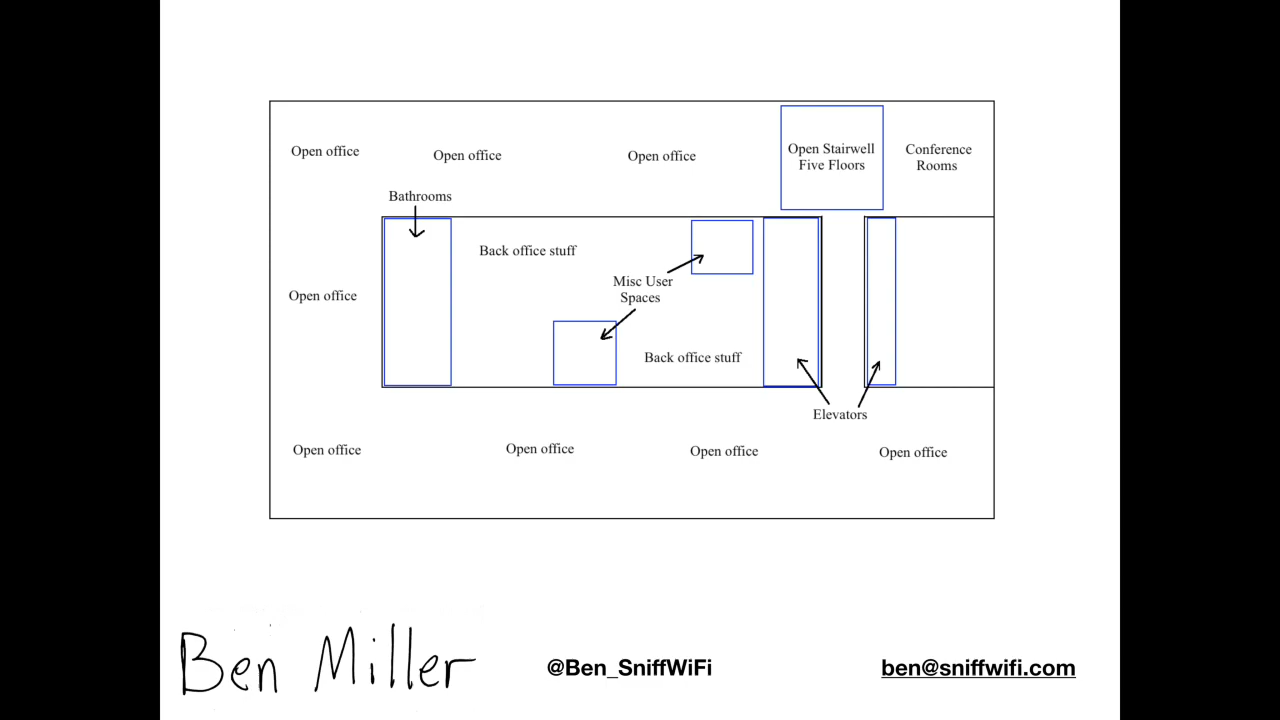 Open office
Open office
Open office
Open Stairwell
Five Floors
Conference
Rooms
Bathrooms
Back office stuff
Misc User
Spaces
Open office
Back office stuff
Elevators
Open office
Open office
Open office
Open office
Ben Miller
@Ben_SniffWiFi
ben@sniffwifi.com